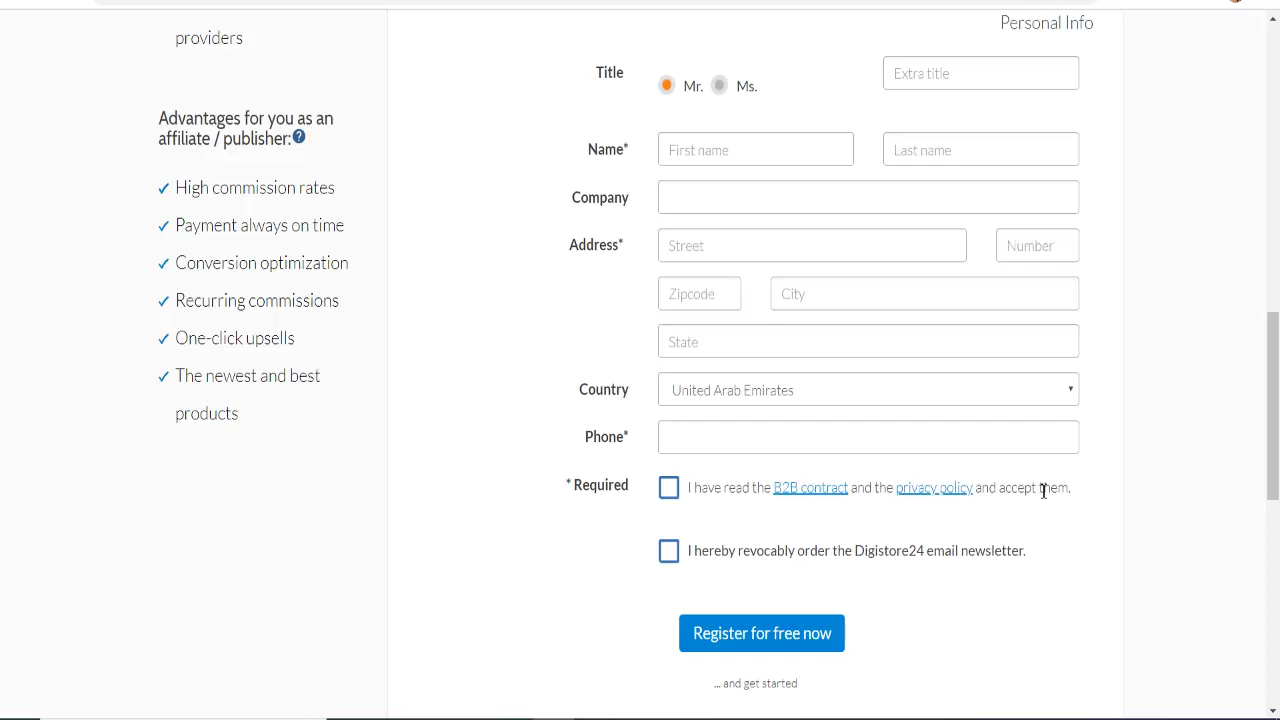 providers
Advantages for you as an
affiliate / publisher:?
✓ High commission rates
✓ Payment always on time
✓ Conversion optimization
✓ Recurring commissions
✓ One-click upsells
✓ The newest and best
products
Personal Info
Title Mr. Ms. Extra title
Name* First name Last name
Company
Address* Street Number
Zipcode City
State
Country United Arab Emirates
Phone*
* Required I have read the B2B contract and the privacy policy and accept them.
I hereby revocably order the Digistore24 email newsletter.
Register for free now
... and get started